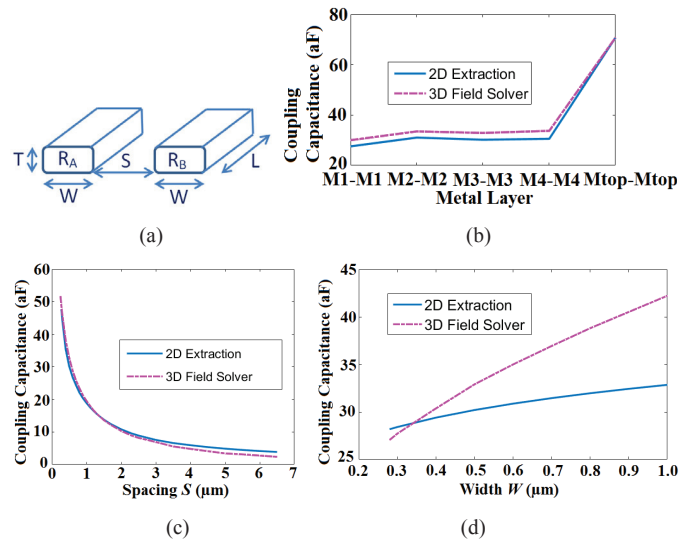 T
R_A
S
R_B
L
W
W
(a)
Coupling
Capacitance (aF)
80
60
40
20
2D Extraction
3D Field Solver
M1-M1 M2-M2 M3-M3 M4-M4 Mtop-Mtop
Metal Layer
(b)
Coupling Capacitance (aF)
60
50
40
30
20
10
0
2D Extraction
3D Field Solver
0 1 2 3 4 5 6 7
Spacing S (µm)
(c)
Coupling Capacitance (aF)
45
40
35
30
25
2D Extraction
3D Field Solver
0.2 0.3 0.4 0.5 0.6 0.7 0.8 0.9 1.0
Width W (µm)
(d)